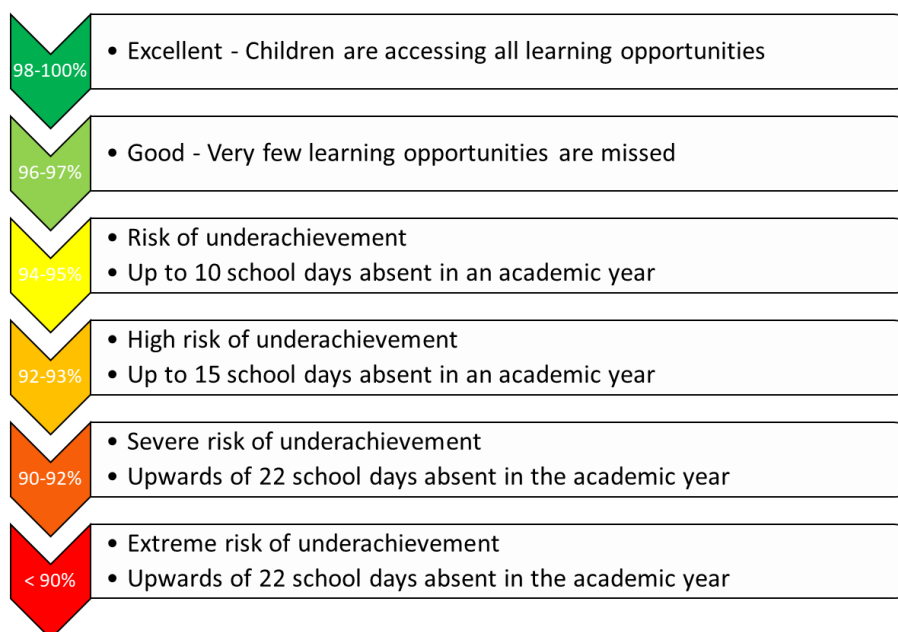 98-100%
• Excellent - Children are accessing all learning opportunities
96-97%
• Good - Very few learning opportunities are missed
94-95%
• Risk of underachievement
• Up to 10 school days absent in an academic year
92-93%
• High risk of underachievement
• Up to 15 school days absent in an academic year
90-92%
• Severe risk of underachievement
• Upwards of 22 school days absent in the academic year
< 90%
• Extreme risk of underachievement
• Upwards of 22 school days absent in the academic year